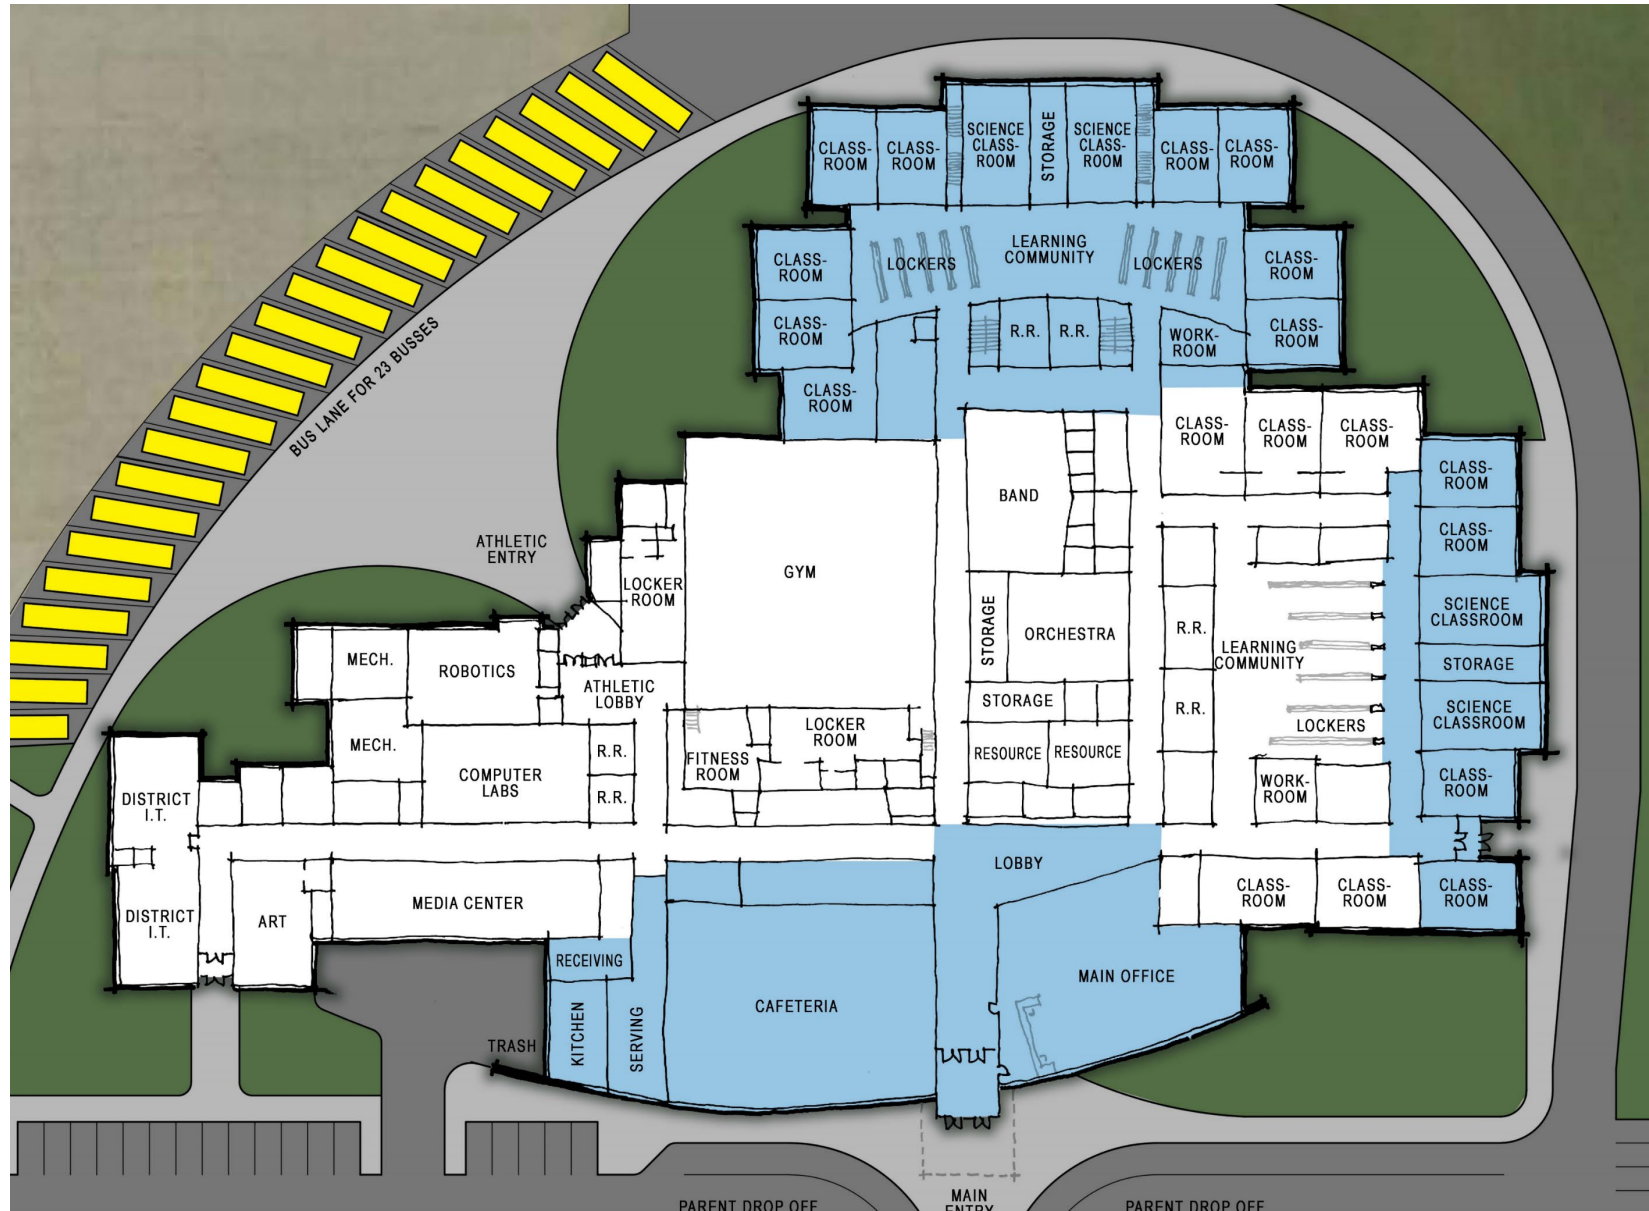 CLASS-
ROOM
CLASS-
ROOM
SCIENCE
CLASS-
ROOM
STORAGE
SCIENCE
CLASS-
ROOM
CLASS-
ROOM
CLASS-
ROOM
CLASS-
ROOM
LOCKERS
LEARNING
COMMUNITY
LOCKERS
CLASS-
ROOM
CLASS-
ROOM
R.R.
R.R.
WORK-
ROOM
CLASS-
ROOM
BUS LANE FOR 23 BUSSES
CLASS-
ROOM
CLASS-
ROOM
CLASS-
ROOM
CLASS-
ROOM
CLASS-
ROOM
BAND
CLASS-
ROOM
ATHLETIC
ENTRY
LOCKER
ROOM
GYM
STORAGE
ORCHESTRA
R.R.
LEARNING
COMMUNITY
SCIENCE
CLASSROOM
STORAGE
MECH.
ROBOTICS
ATHLETIC
LOBBY
STORAGE
R.R.
LOCKERS
SCIENCE
CLASSROOM
MECH.
COMPUTER
LABS
R.R.
R.R.
FITNESS
ROOM
LOCKER
ROOM
RESOURCE
RESOURCE
WORK-
ROOM
CLASS-
ROOM
DISTRICT
I.T.
LOBBY
DISTRICT
I.T.
ART
MEDIA CENTER
CLASS-
ROOM
CLASS-
ROOM
CLASS-
ROOM
RECEIVING
KITCHEN
SERVING
CAFETERIA
MAIN OFFICE
TRASH
PARENT DROP OFF
MAIN
ENTRY
PARENT DROP OFF